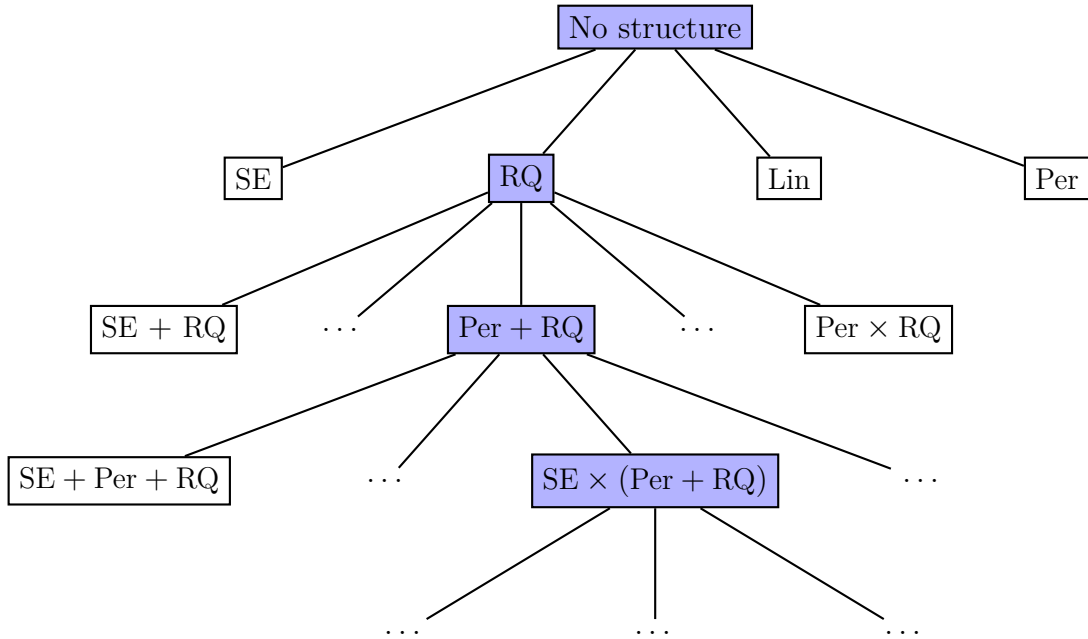 No structure
SE
RQ
Lin
Per
SE + RQ
...
Per + RQ
...
Per × RQ
SE + Per + RQ
...
SE × (Per + RQ)
...
...
...
...